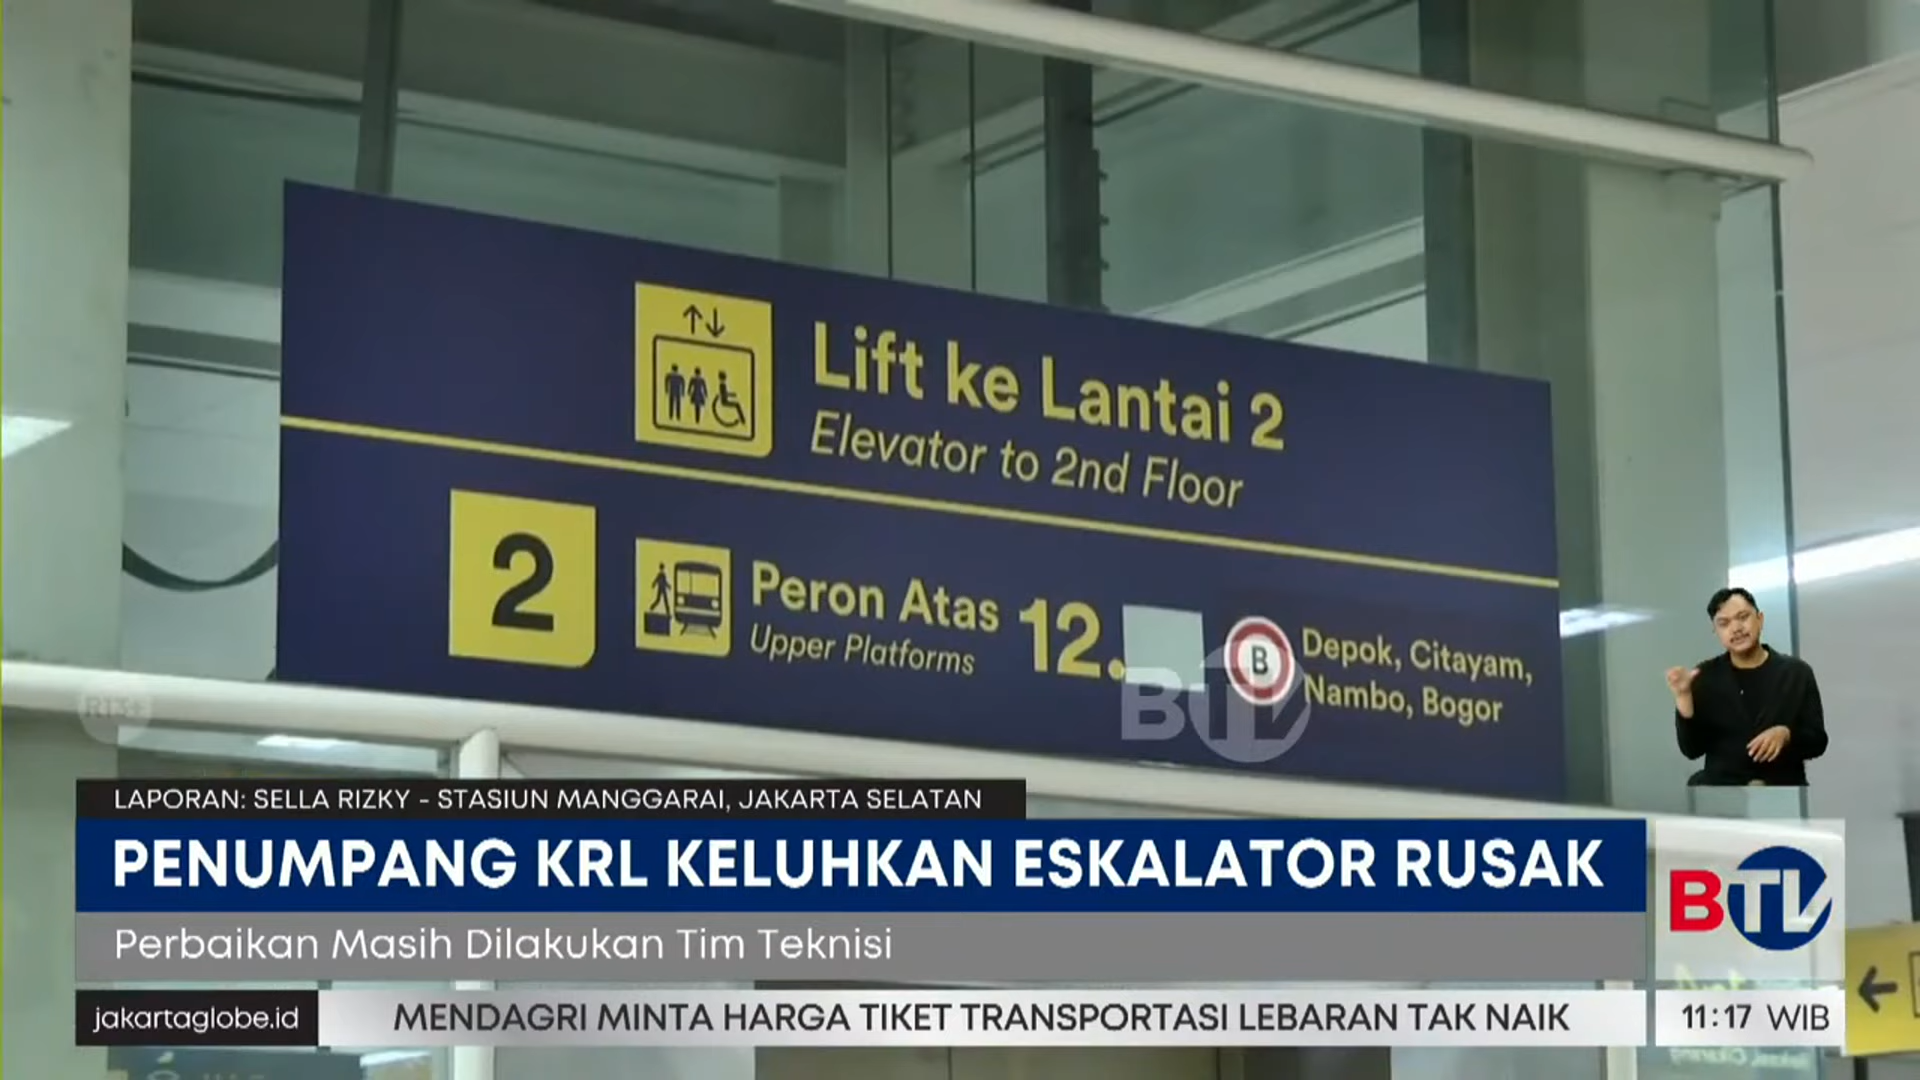 Lift ke Lantai 2
Elevator to 2nd Floor
2
Peron Atas 12.
Upper Platforms
B
Depok, Citayam,
Nambo, Bogor
BTV
LAPORAN: SELLA RIZKY - STASIUN MANGGARAI, JAKARTA SELATAN
PENUMPANG KRL KELUHKAN ESKALATOR RUSAK
Perbaikan Masih Dilakukan Tim Teknisi
BTV
jakartaglobe.id
MENDAGRI MINTA HARGA TIKET TRANSPORTASI LEBARAN TAK NAIK
11:17 WIB